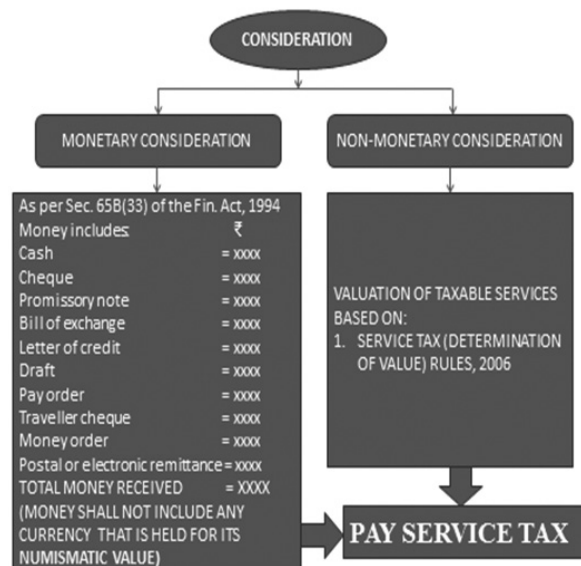 CONSIDERATION
MONETARY CONSIDERATION
As per Sec. 65B(33) of the Fin. Act, 1994
Money includes: ₹
Cash = xxxx
Cheque = xxxx
Promissory note = xxxx
Bill of exchange = xxxx
Letter of credit = xxxx
Draft = xxxx
Pay order = xxxx
Traveller cheque = xxxx
Money order = xxxx
Postal or electronic remittance = xxxx
TOTAL MONEY RECEIVED = XXXX
(MONEY SHALL NOT INCLUDE ANY
CURRENCY THAT IS HELD FOR ITS
NUMISMATIC VALUE)
NON-MONETARY CONSIDERATION
VALUATION OF TAXABLE SERVICES
BASED ON:
1. SERVICE TAX (DETERMINATION
OF VALUE) RULES, 2006
PAY SERVICE TAX